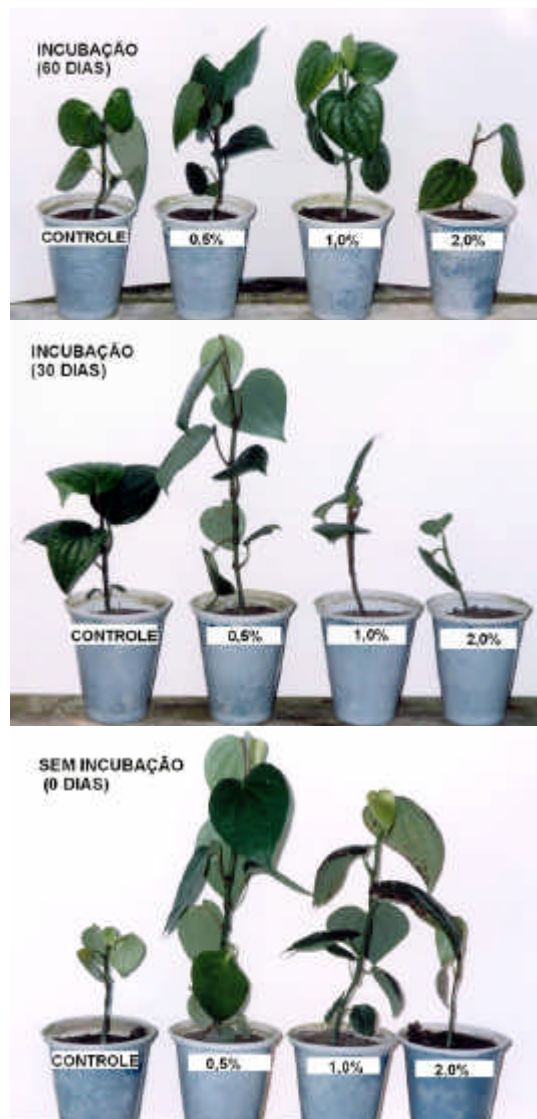 INCUBAÇÃO
(60 DIAS)
CONTROLE
0,5%
1,0%
2,0%
INCUBAÇÃO
(30 DIAS)
CONTROLE
0,5%
1,0%
2,0%
SEM INCUBAÇÃO
(0 DIAS)
CONTROLE
0,5%
1,0%
2,0%